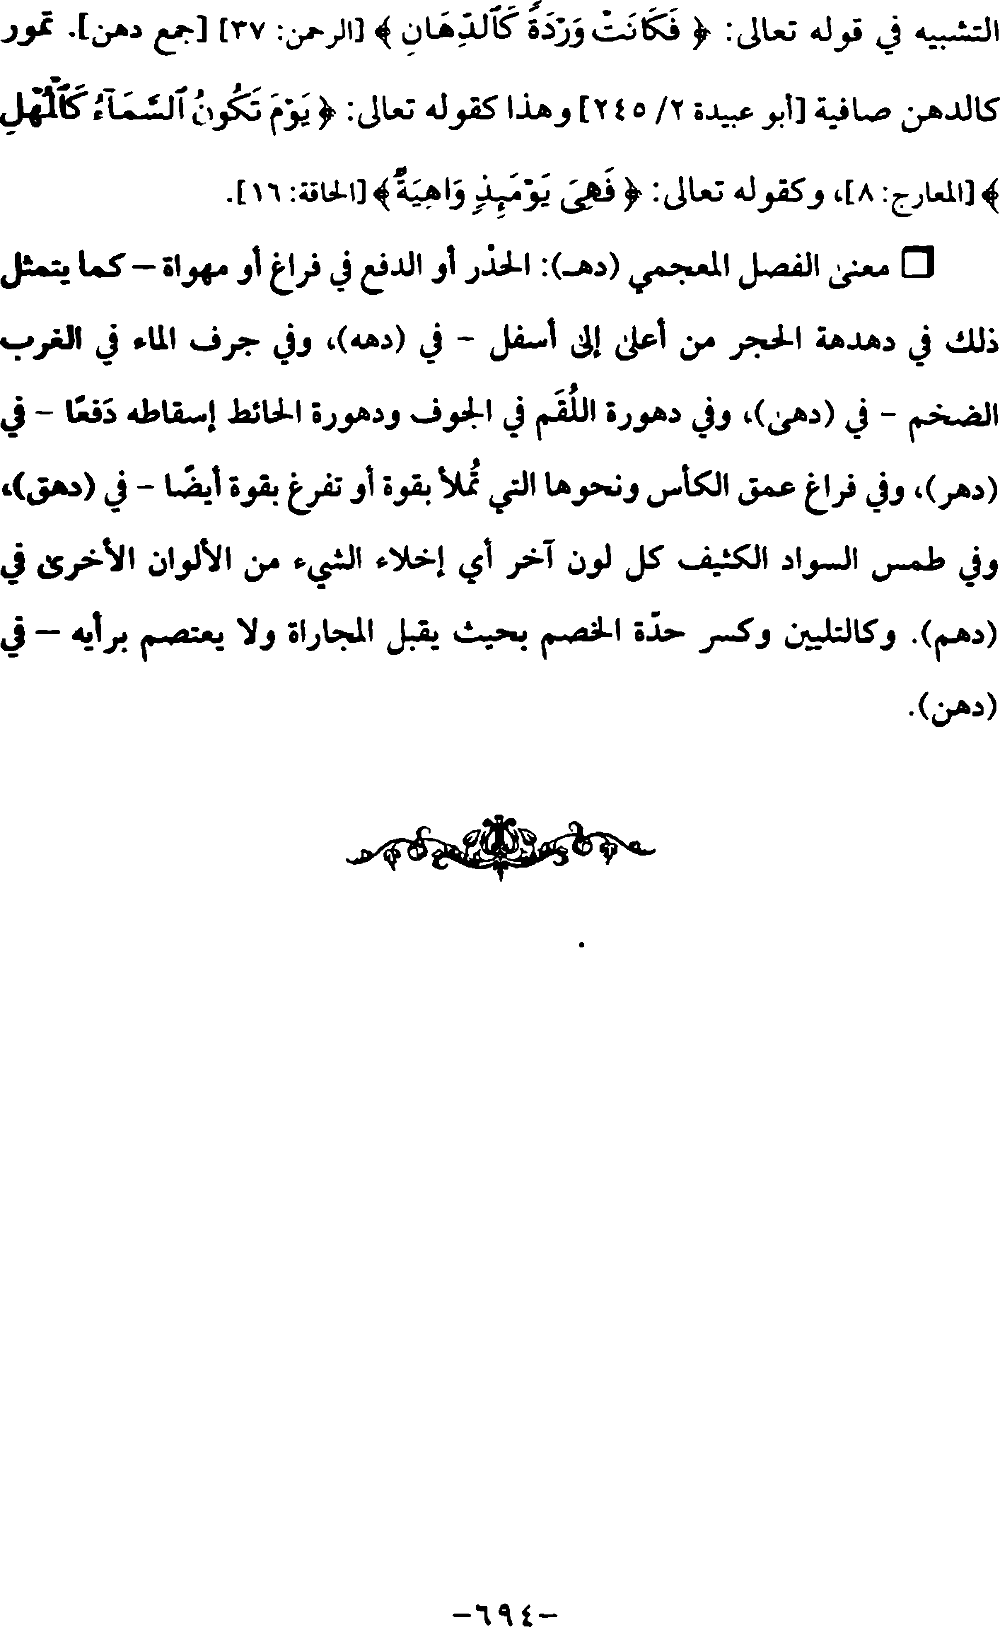 التشبيه في قوله تعالى: ﴿ فَكَانَتْ وَرْدَةً كَٱلدِّهَانِ ﴾ [الرحمن: ٣٧] [جمع دهن]. تمور
كالدهن صافية [أبو عبيدة ٢/ ٢٤٥] وهذا كقوله تعالى: ﴿ يَوْمَ تَكُونُ ٱلسَّمَآءُ كَٱلْمُهْلِ
﴾ [المعارج: ٨]، وكقوله تعالى: ﴿ فَهِىَ يَوْمَئِذٍ وَاهِيَةٌ ﴾ [الحاقة: ١٦].
□ معنى الفصل المعجمي (دهـ): الحَذْر أو الدفع في فراغ أو مهواة – كما يتمثل
ذلك في دهدهة الحجر من أعلى إلى أسفل - في (دهه)، وفي جرف الماء في الغرب
الضخم - في (دهى)، وفي دهورة اللُقَم في الجوف ودهورة الحائط إسقاطه دَفعًا - في
(دهر)، وفي فراغ عمق الكأس ونحوها التي تُملأ بقوة أو تفرغ بقوة أيضًا - في (دهق)،
وفي طمس السواد الكثيف كل لون آخر أي إخلاء الشيء من الألوان الأخرى في
(دهم). وكالتليين وكسر حدّة الخصم بحيث يقبل المجاراة ولا يعتصم برأيه – في
(دهن).
-٦٩٤-